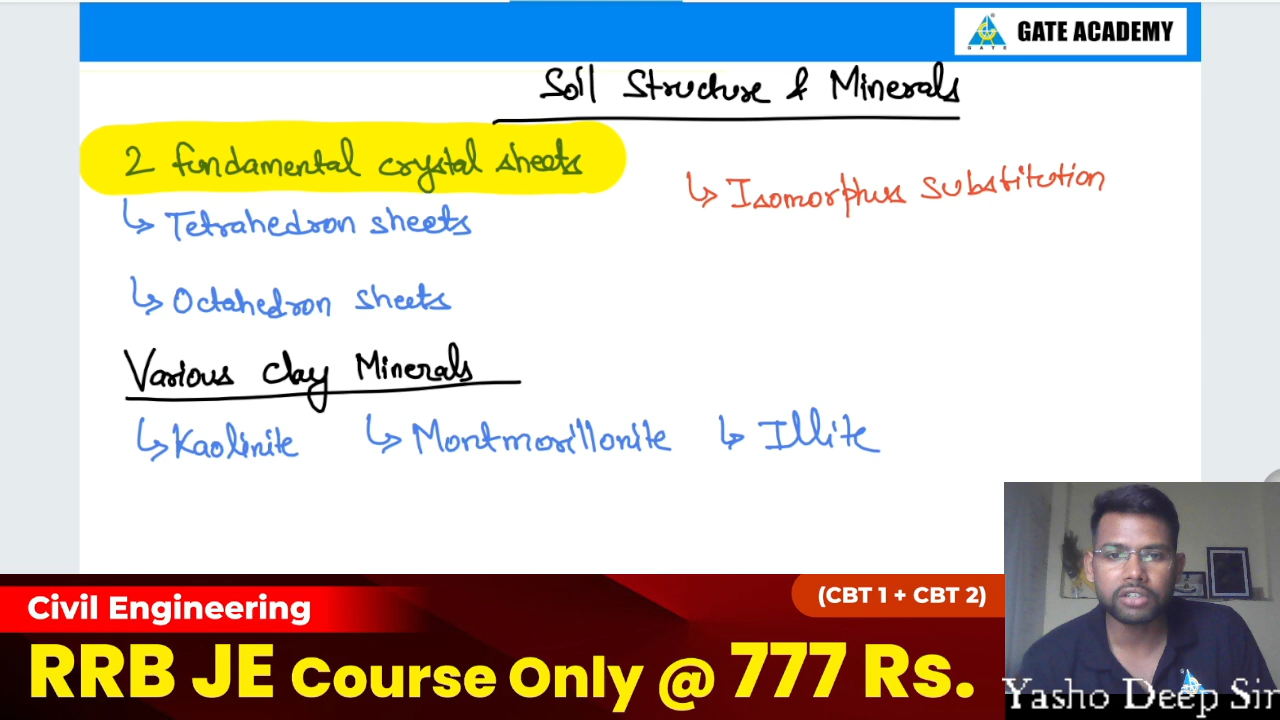 GATE ACADEMY
GATE
Soil Structure & Minerals
2 fundamental crystal sheets
↳ Isomorphus substitution
↳ Tetrahedron sheets
↳ Octahedron sheets
Various Clay Minerals
↳ Kaolinite ↳ Montmorillonite ↳ Illite
Civil Engineering
(CBT 1 + CBT 2)
RRB JE Course Only @ 777 Rs.
Yasho Deep Sir